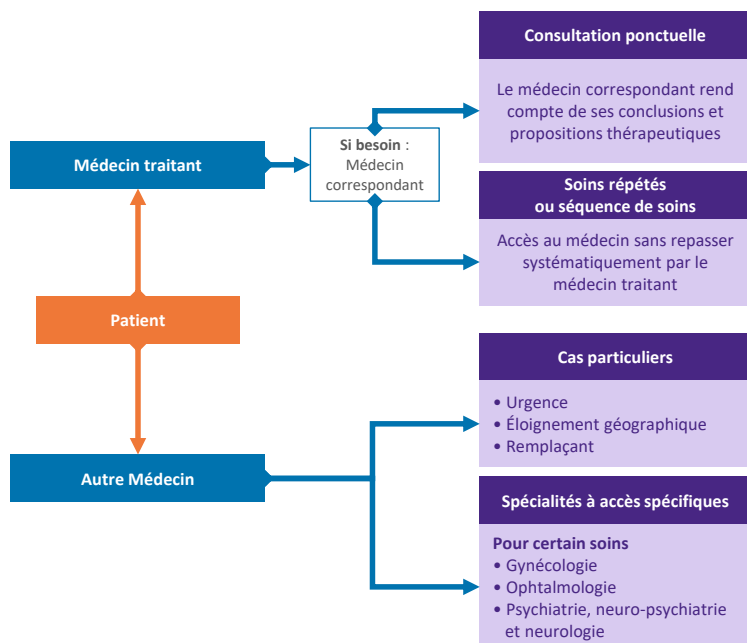 Consultation ponctuelle
Le médecin correspondant rend
compte de ses conclusions et
propositions thérapeutiques
Médecin traitant
Si besoin :
Médecin
correspondant
Soins répétés
ou séquence de soins
Accès au médecin sans repasser
systématiquement par le
médecin traitant
Patient
Cas particuliers
• Urgence
• Éloignement géographique
• Remplaçant
Autre Médecin
Spécialités à accès spécifiques
Pour certain soins
• Gynécologie
• Ophtalmologie
• Psychiatrie, neuro-psychiatrie
et neurologie